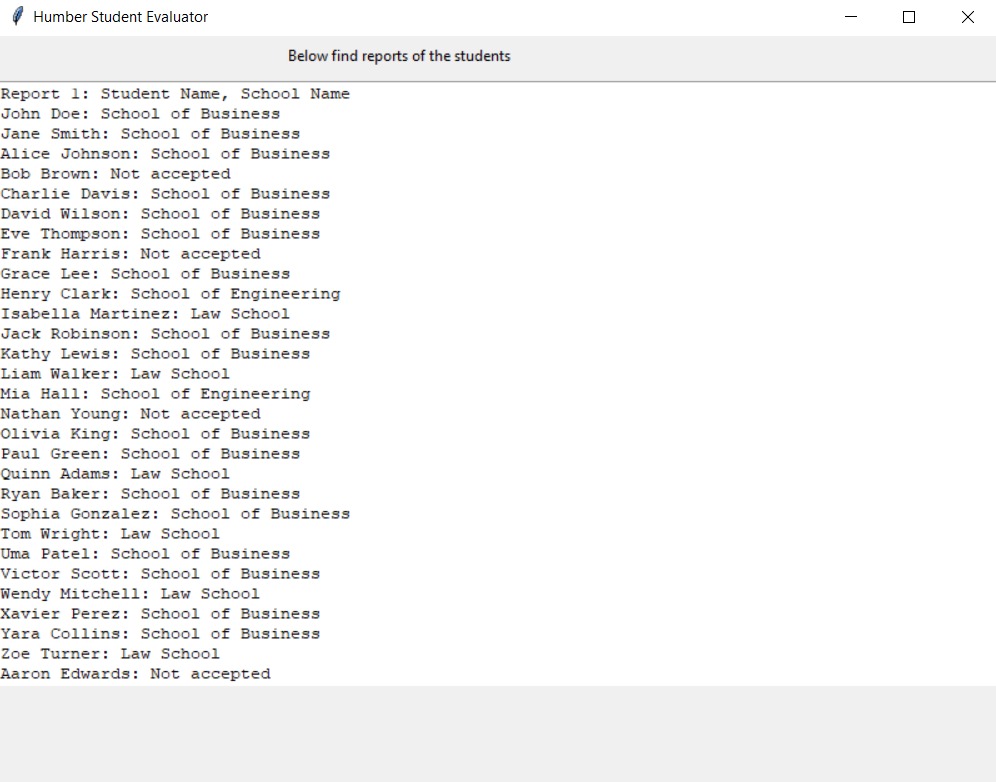 Humber Student Evaluator
Below find reports of the students
Report 1: Student Name, School Name
John Doe: School of Business
Jane Smith: School of Business
Alice Johnson: School of Business
Bob Brown: Not accepted
Charlie Davis: School of Business
David Wilson: School of Business
Eve Thompson: School of Business
Frank Harris: Not accepted
Grace Lee: School of Business
Henry Clark: School of Engineering
Isabella Martinez: Law School
Jack Robinson: School of Business
Kathy Lewis: School of Business
Liam Walker: Law School
Mia Hall: School of Engineering
Nathan Young: Not accepted
Olivia King: School of Business
Paul Green: School of Business
Quinn Adams: Law School
Ryan Baker: School of Business
Sophia Gonzalez: School of Business
Tom Wright: Law School
Uma Patel: School of Business
Victor Scott: School of Business
Wendy Mitchell: Law School
Xavier Perez: School of Business
Yara Collins: School of Business
Zoe Turner: Law School
Aaron Edwards: Not accepted